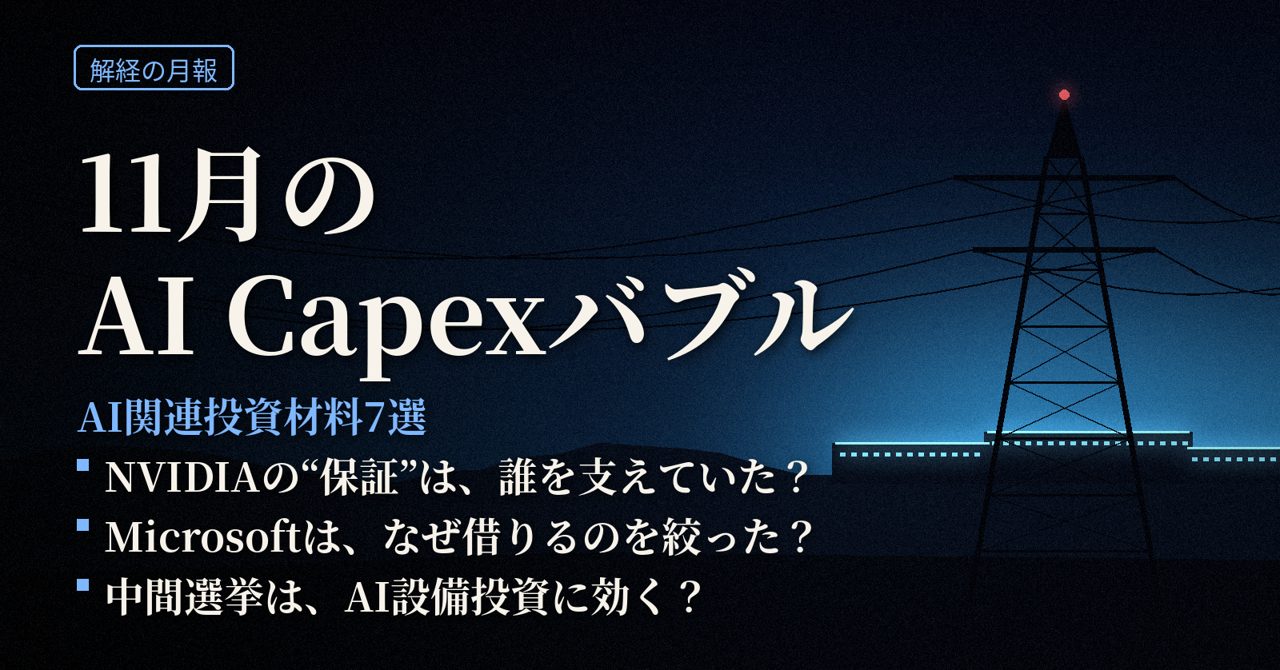 解経の月報
11月の
AI Capexバブル
AI関連投資材料7選
NVIDIAの“保証”は、誰を支えていた？
Microsoftは、なぜ借りるのを絞った？
中間選挙は、AI設備投資に効く？